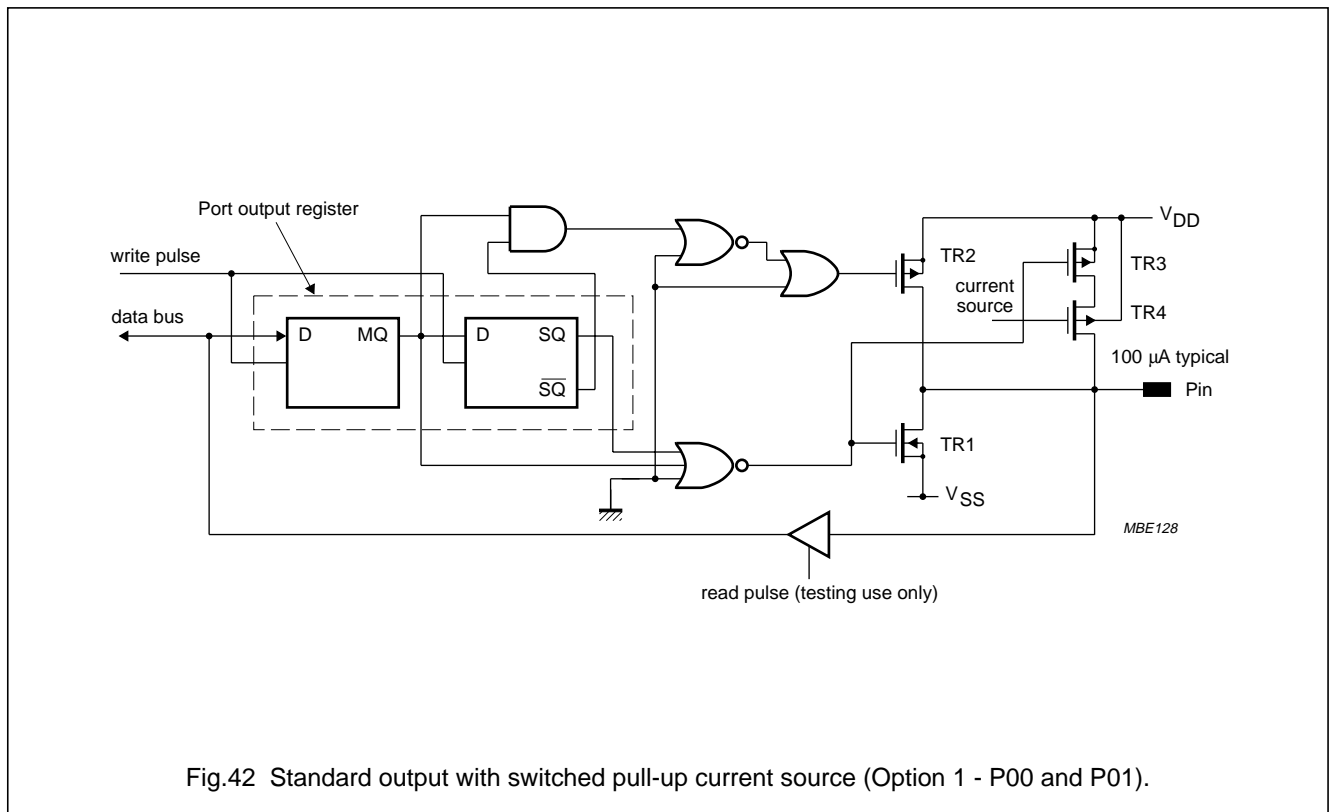 Port output register
write pulse
data bus
D MQ
D SQ
SQ
TR2
VDD
TR3
current
source
TR4
100 µA typical
Pin
TR1
VSS
MBE128
read pulse (testing use only)
Fig.42 Standard output with switched pull-up current source (Option 1 - P00 and P01).